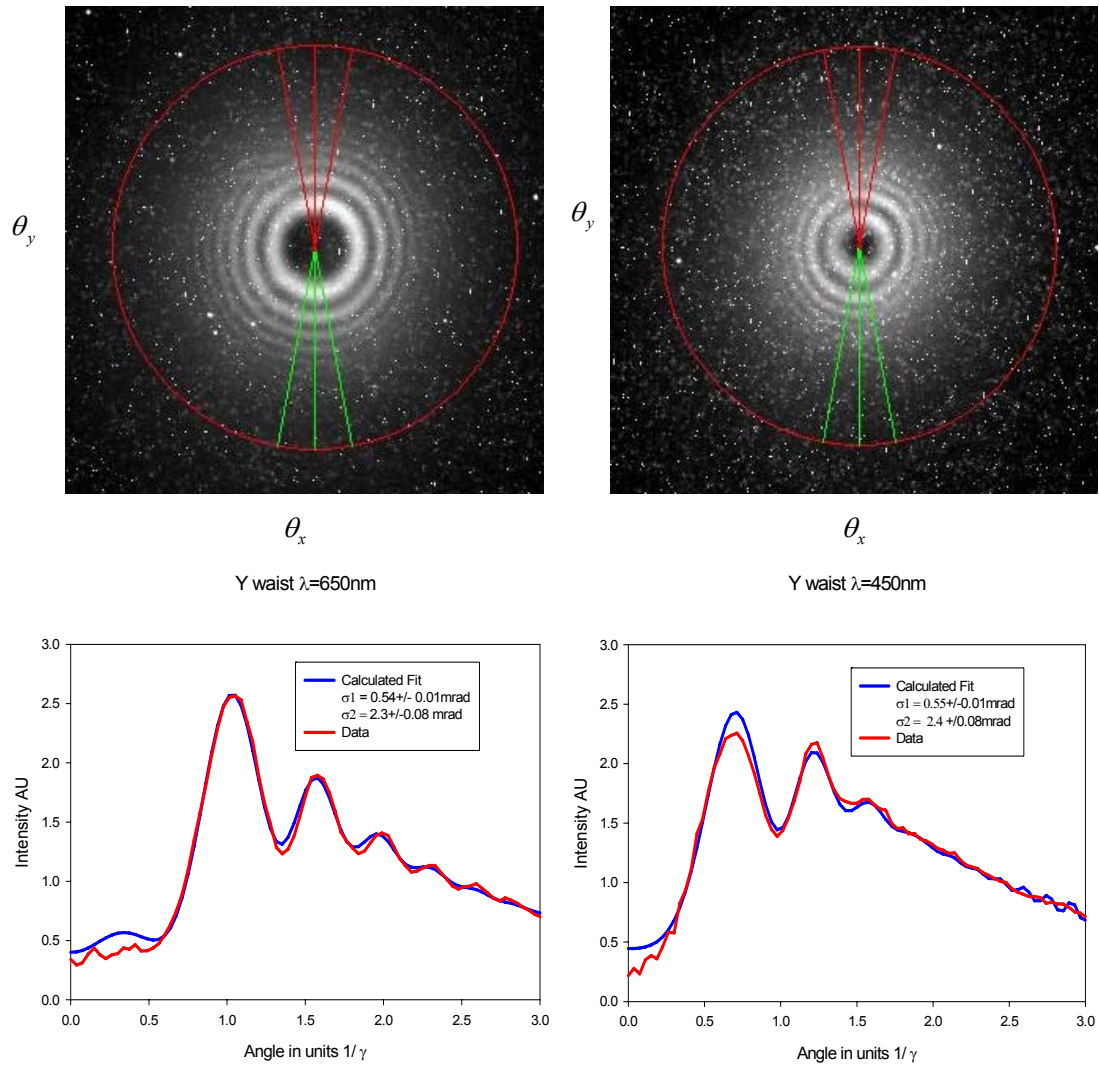 θy
θx
θy
θx
Y waist λ=650nm
Intensity AU
3.0
2.5
2.0
1.5
1.0
0.5
0.0
Calculated Fit
σ1 = 0.54+/- 0.01mrad
σ2 = 2.3+/-0.08 mrad
Data
0.0 0.5 1.0 1.5 2.0 2.5 3.0
Angle in units 1/ γ
Y waist λ=450nm
Intensity AU
3.0
2.5
2.0
1.5
1.0
0.5
0.0
Calculated Fit
σ1 = 0.55+/-0.01mrad
σ2 = 2.4 +/0.08mrad
Data
0.0 0.5 1.0 1.5 2.0 2.5 3.0
Angle in units 1/ γ